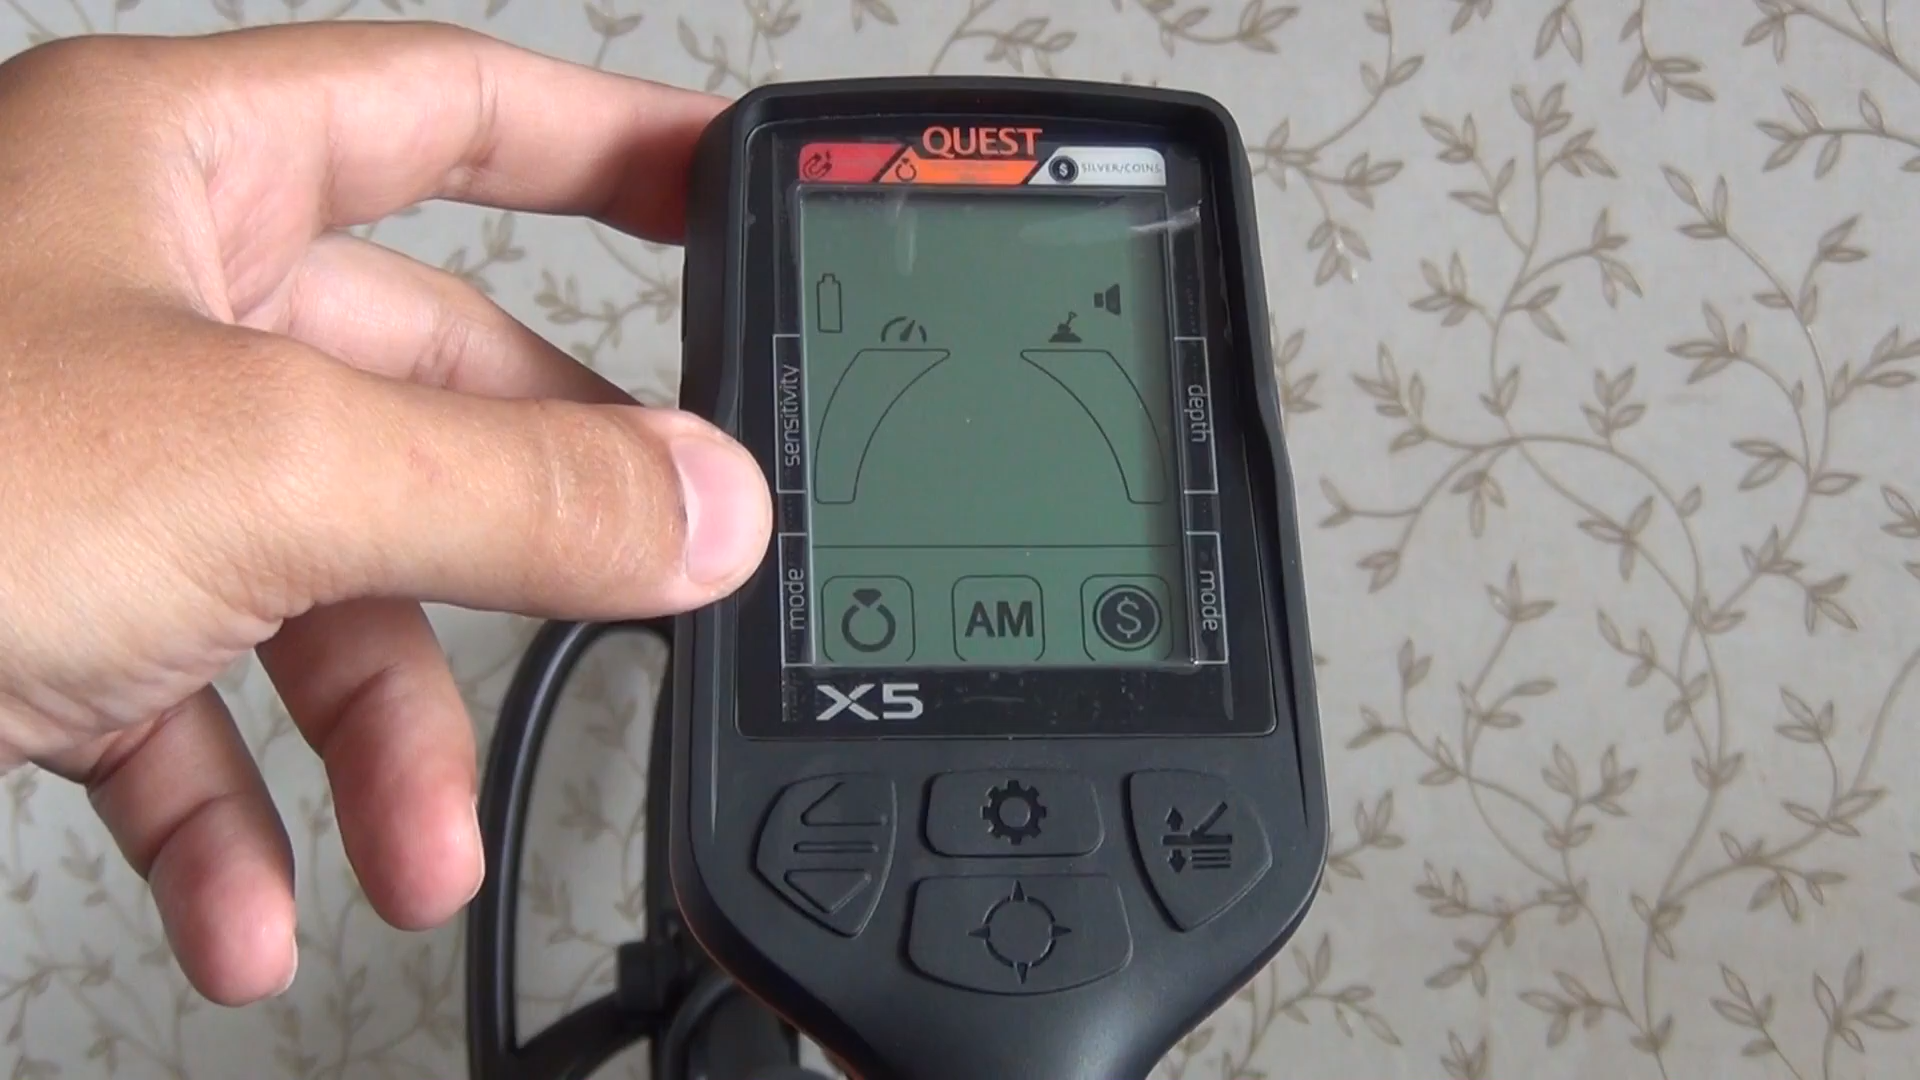 QUEST
SILVER/COINS
sensitivity
depth
mode
mode
AM
X5